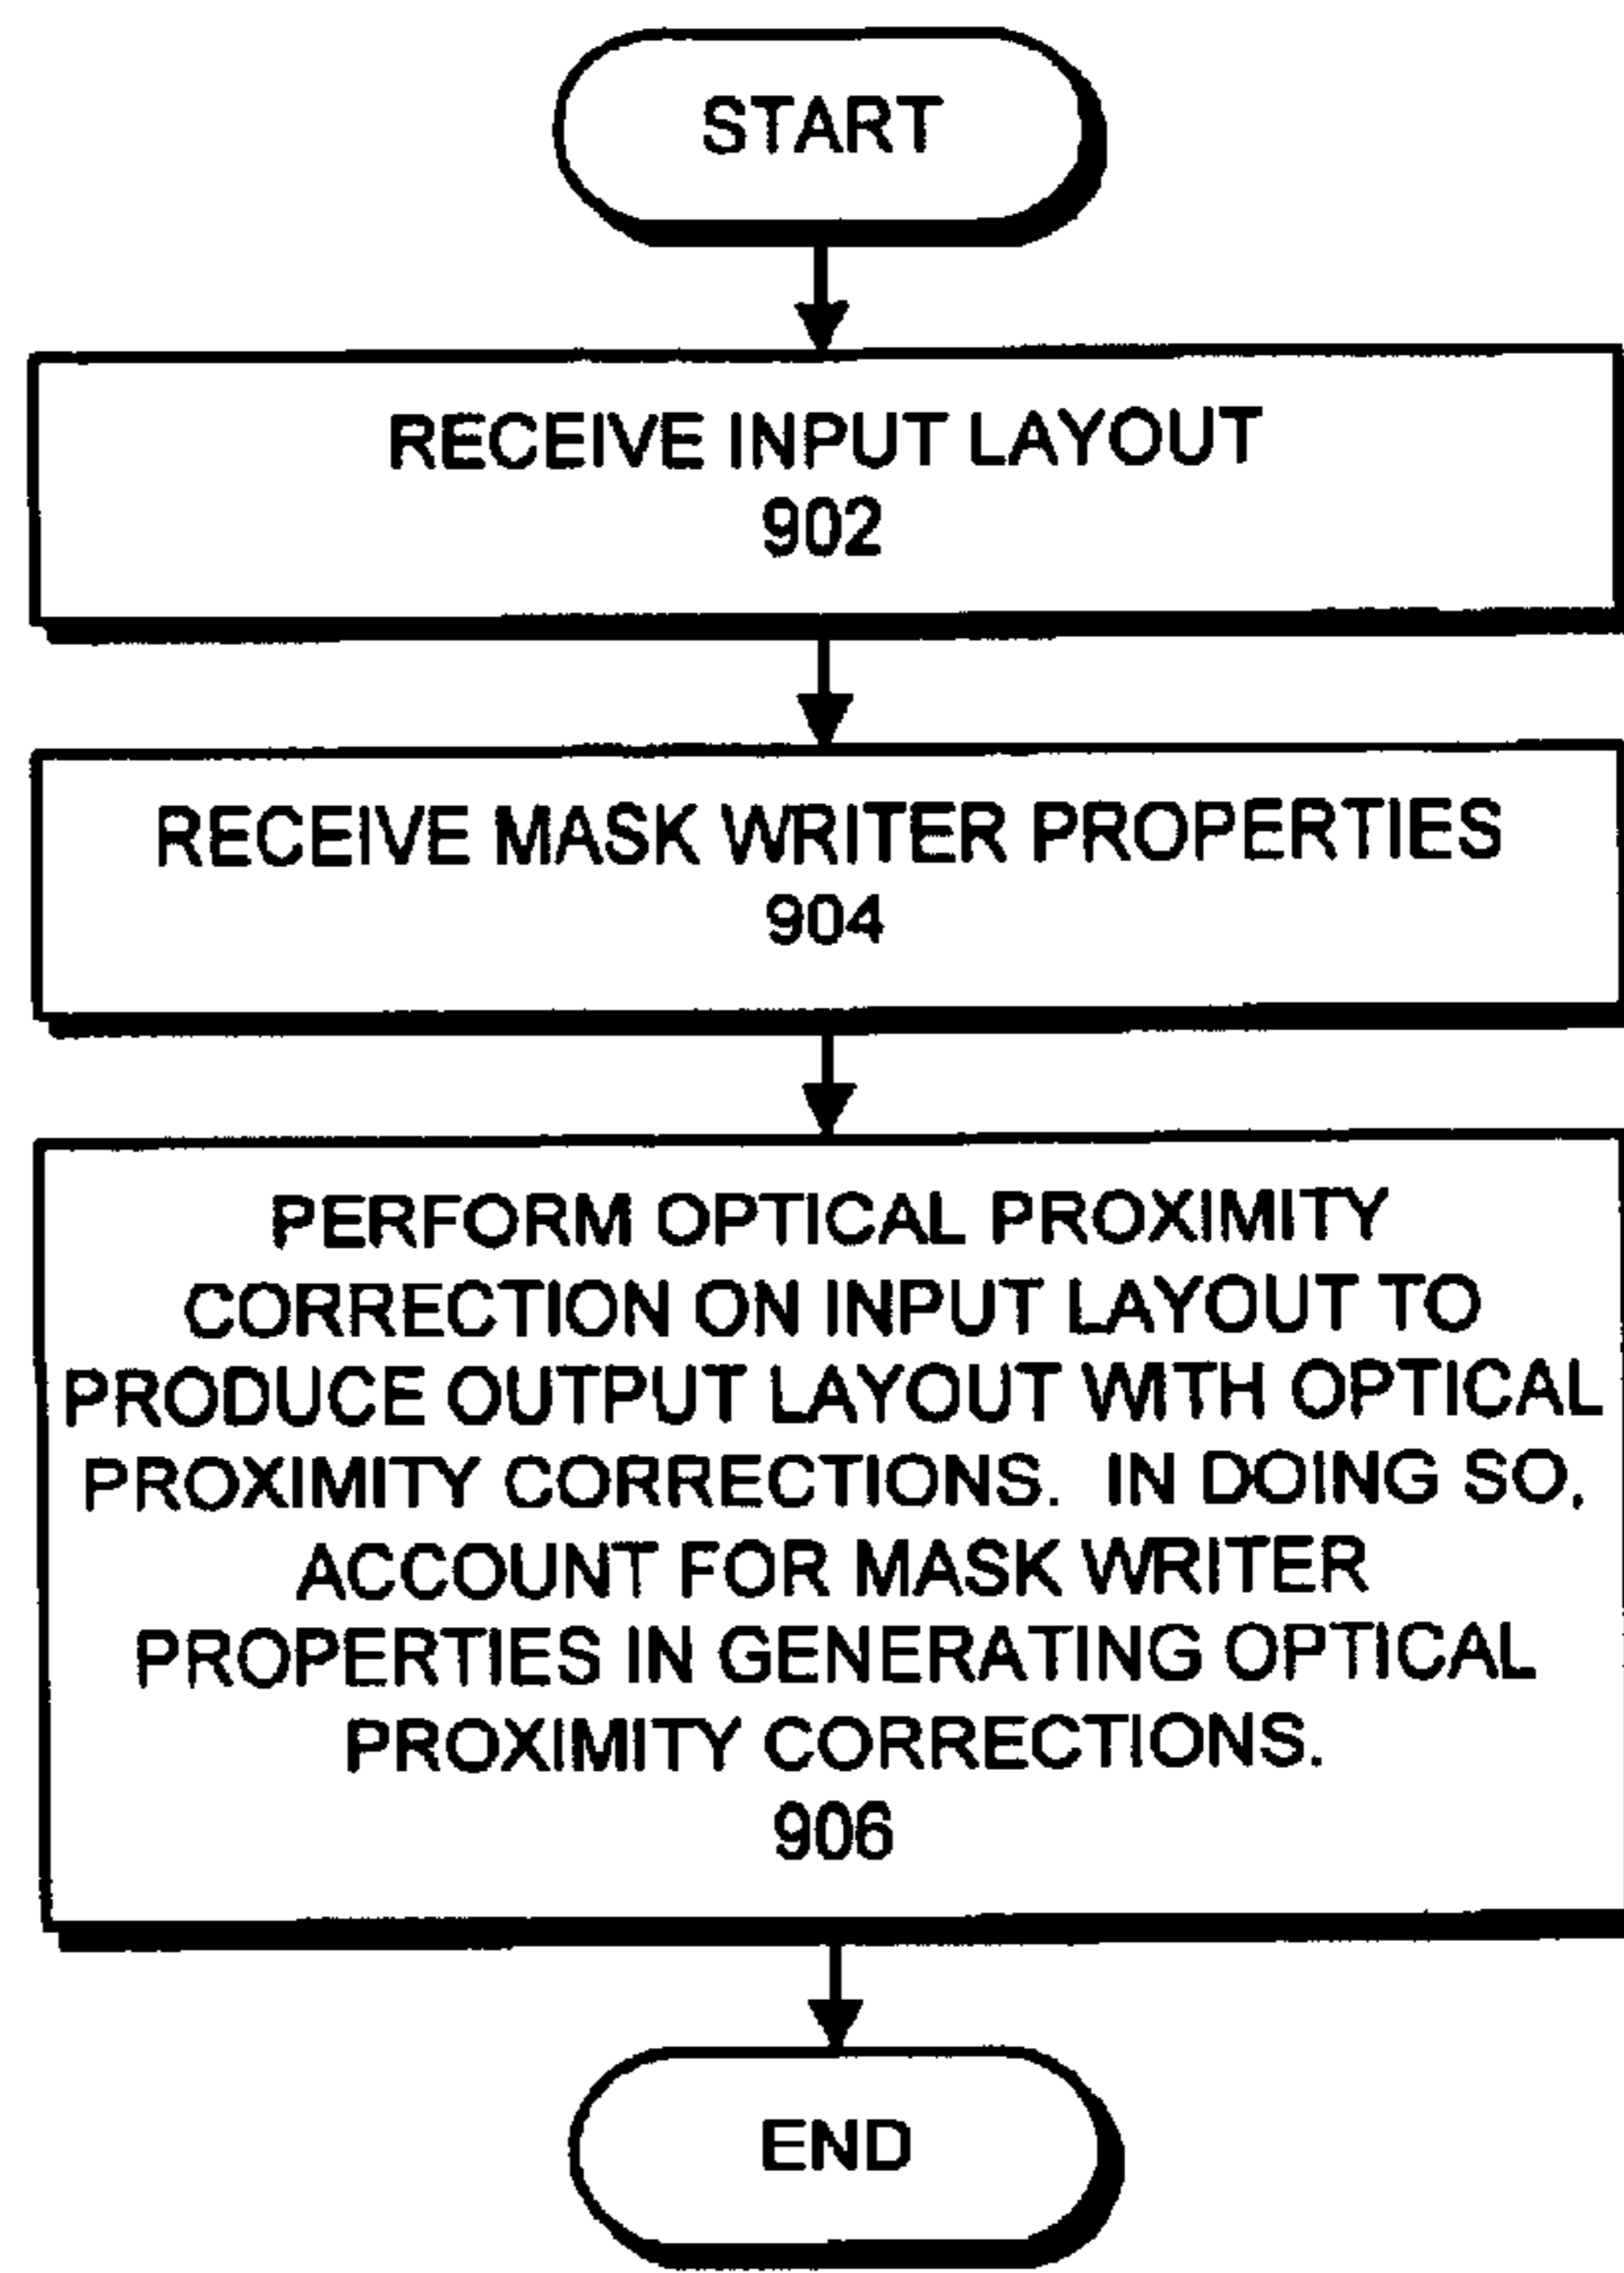 START
RECEIVE INPUT LAYOUT
902
RECEIVE MASK WRITER PROPERTIES
904
PERFORM OPTICAL PROXIMITY
CORRECTION ON INPUT LAYOUT TO
PRODUCE OUTPUT LAYOUT WITH OPTICAL
PROXIMITY CORRECTIONS. IN DOING SO,
ACCOUNT FOR MASK WRITER
PROPERTIES IN GENERATING OPTICAL
PROXIMITY CORRECTIONS.
906
END